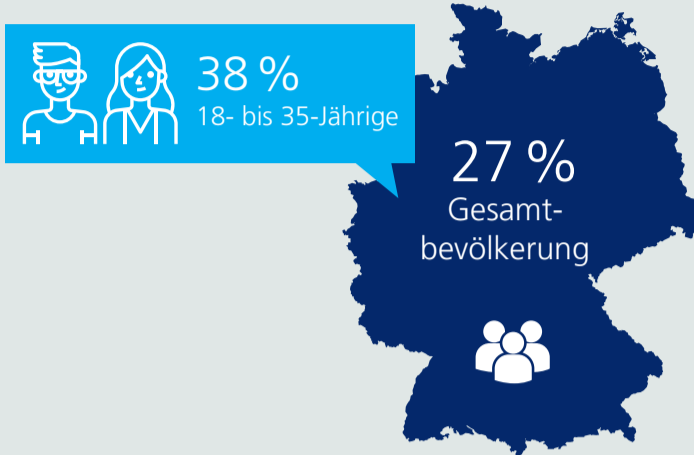 38 %
18- bis 35-Jährige
27 %
Gesamt-
bevölkerung